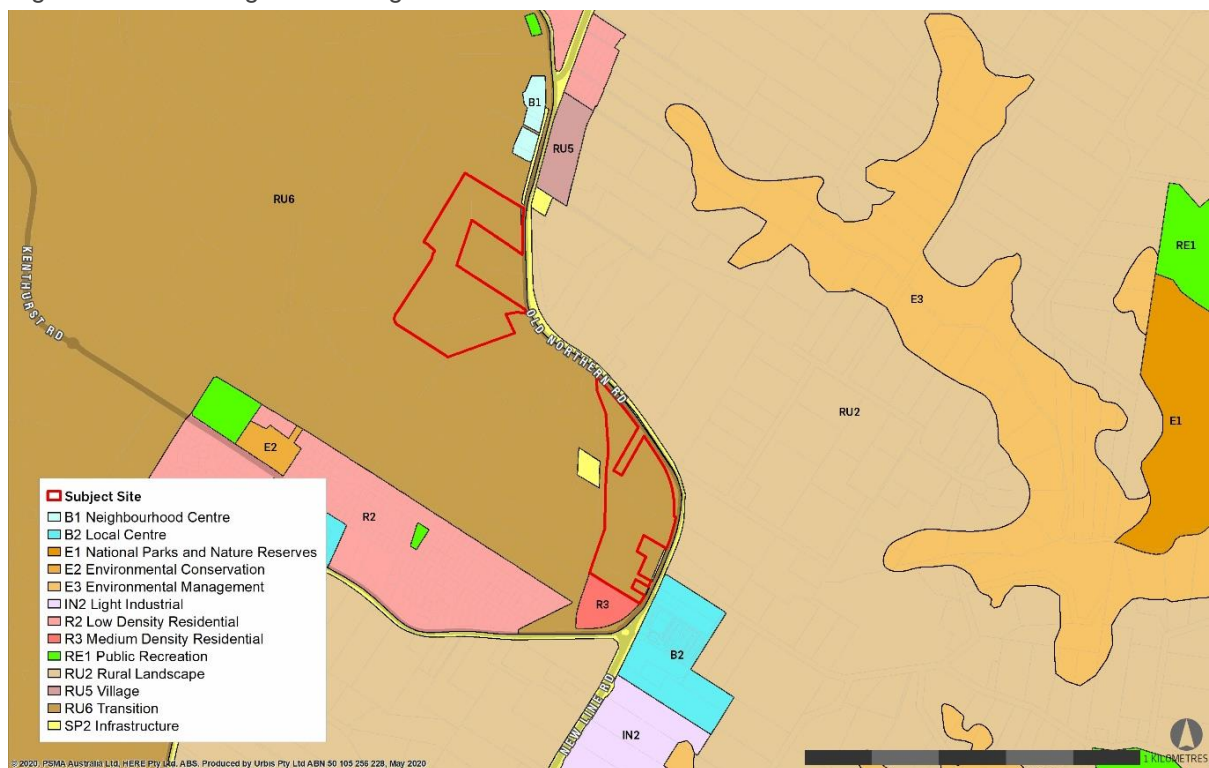 B1
RU5
RU6
RE1
KENTHURST RD
E3
OLD NORTHERN RD
RU2
E1
E2
R2
R3
B2
NEW LINE RD
IN2
Subject Site
B1 Neighbourhood Centre
B2 Local Centre
E1 National Parks and Nature Reserves
E2 Environmental Conservation
E3 Environmental Management
IN2 Light Industrial
R2 Low Density Residential
R3 Medium Density Residential
RE1 Public Recreation
RU2 Rural Landscape
RU5 Village
RU6 Transition
SP2 Infrastructure
1 KILOMETRES
© 2020. PSMA Australia Ltd, HERE Pty Ltd. ABS. Produced by Urbis Pty Ltd ABN 50 105 256 228, May 2020